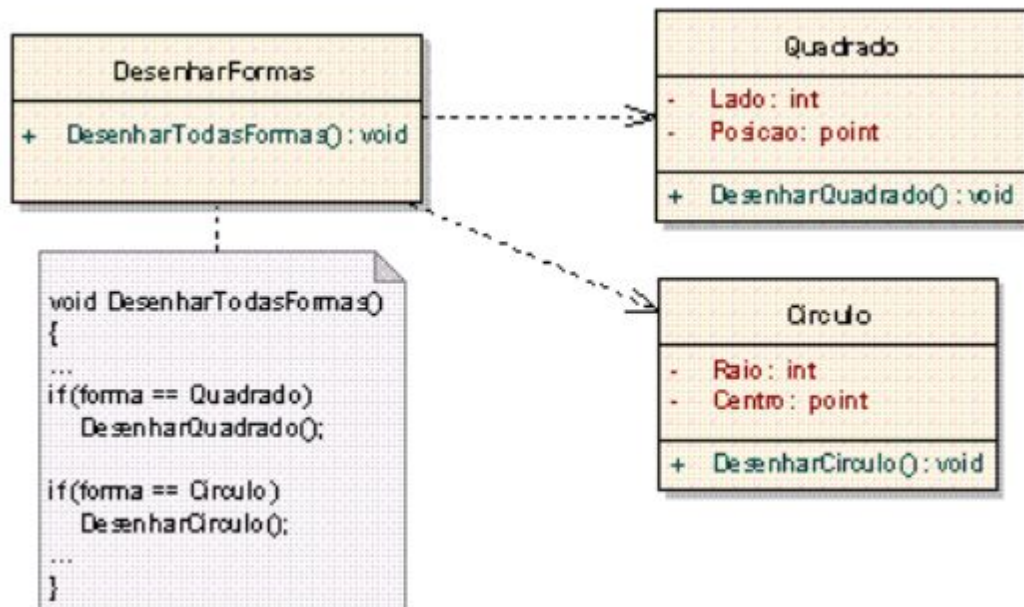 DesenharFormas
+ DesenharTodasFormas() : void
Quadrado
- Lado : int
- Posicao : point
+ DesenharQuadrado() : void
Circulo
- Raio : int
- Centro : point
+ DesenharCirculo() : void
void DesenharTodasFormas()
{
...
if(forma == Quadrado)
DesenharQuadrado();
if(forma == Circulo)
DesenharCirculo();
...
}